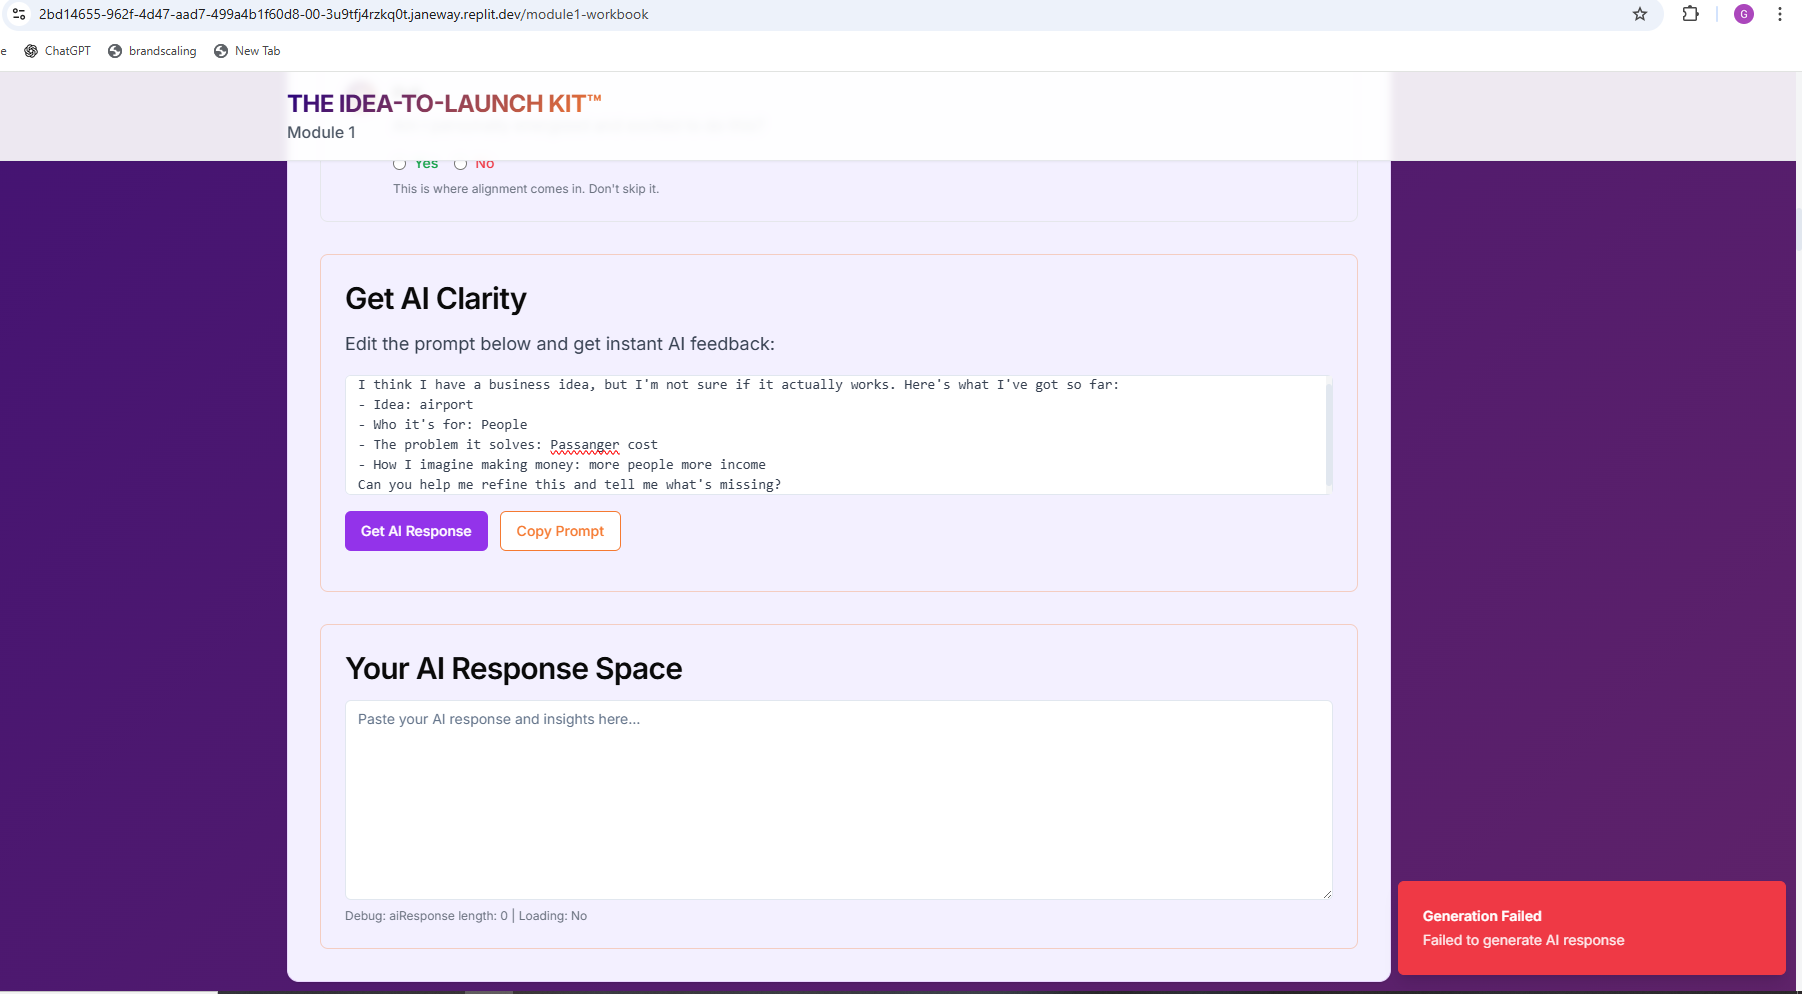 2bd14655-962f-4d47-aad7-499a4b1f60d8-00-3u9tfj4rzkq0t.janeway.replit.dev/module1-workbook
G
e
ChatGPT
brandscaling
New Tab
THE IDEA-TO-LAUNCH KIT™
Module 1
Yes
No
This is where alignment comes in. Don't skip it.
Get AI Clarity
Edit the prompt below and get instant AI feedback:
I think I have a business idea, but I'm not sure if it actually works. Here's what I've got so far:
- Idea: airport
- Who it's for: People
- The problem it solves: Passanger cost
- How I imagine making money: more people more income
Can you help me refine this and tell me what's missing?
Get AI Response
Copy Prompt
Your AI Response Space
Paste your AI response and insights here...
Debug: aiResponse length: 0 | Loading: No
Generation Failed
Failed to generate AI response